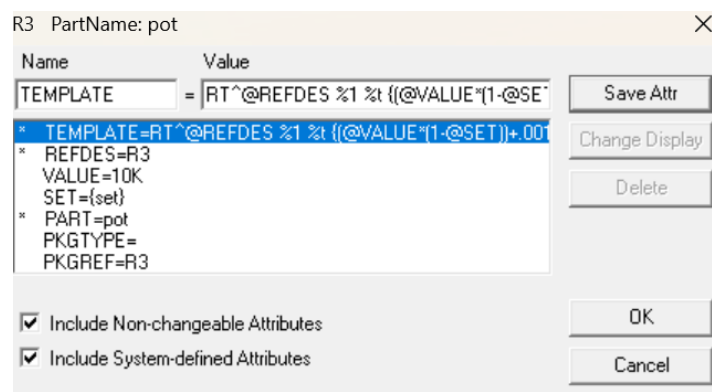 R3 PartName: pot
Name Value
TEMPLATE = RT^@REFDES %1 %t {(@VALUE*(1-@SET
Save Attr
* TEMPLATE=RT^@REFDES %1 %t {(@VALUE*(1-@SET))+.001
Change Display
* REFDES=R3
VALUE=10K
SET={set}
Delete
* PART=pot
PKGTYPE=
PKGREF=R3
Include Non-changeable Attributes
OK
Include System-defined Attributes
Cancel